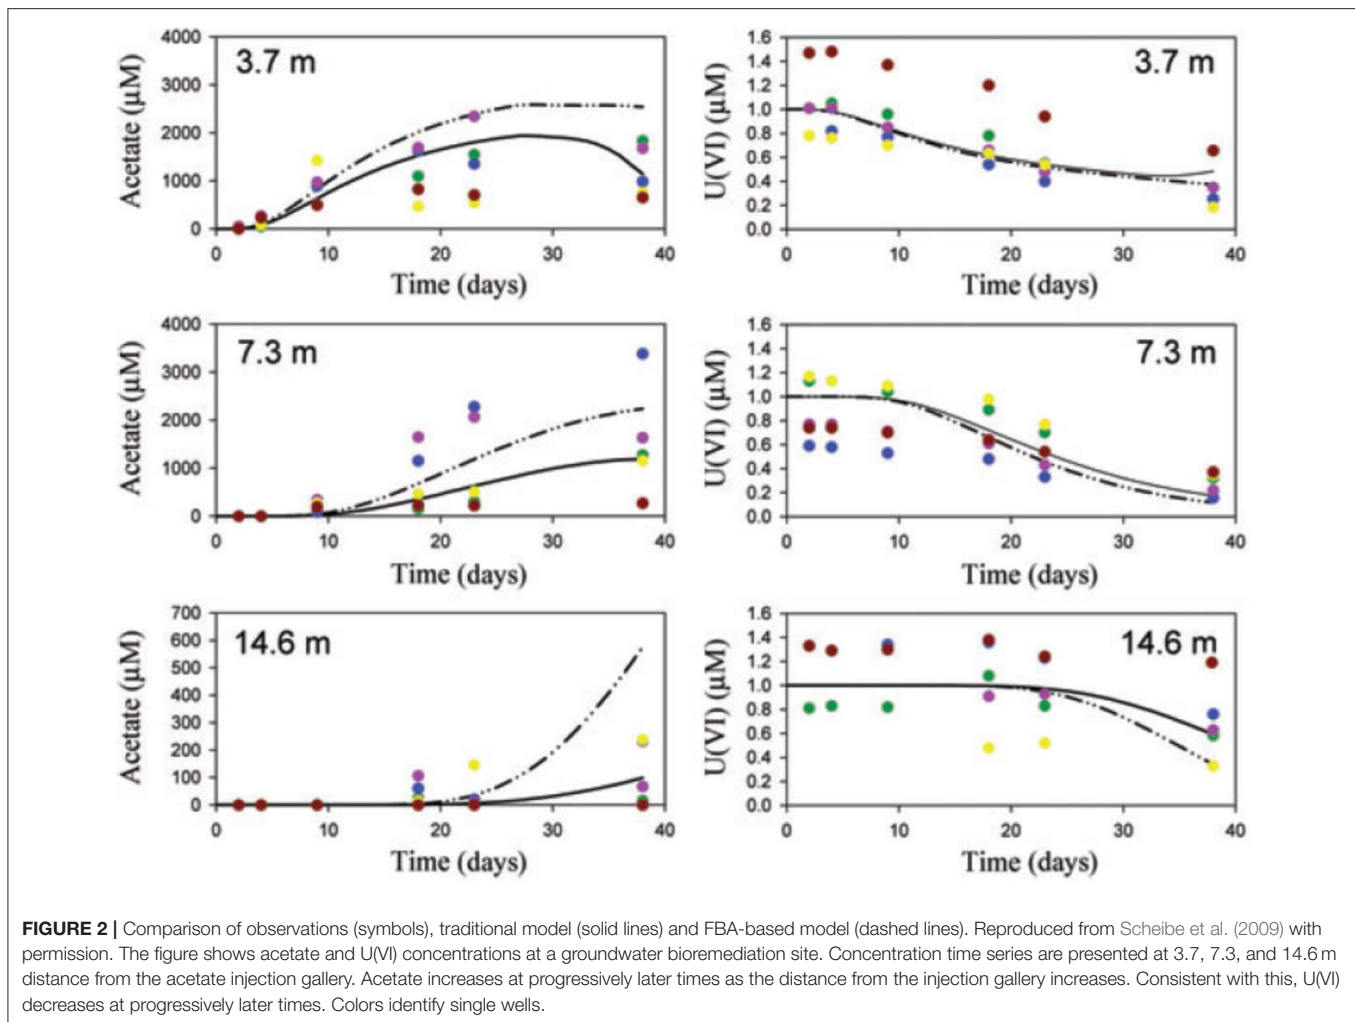 4000
3000
2000
1000
0
Acetate (µM)
3.7 m
0 10 20 30 40
Time (days)
1.6
1.4
1.2
1.0
0.8
0.6
0.4
0.2
0.0
U(VI) (µM)
3.7 m
0 10 20 30 40
Time (days)
4000
3000
2000
1000
0
Acetate (µM)
7.3 m
0 10 20 30 40
Time (days)
1.6
1.4
1.2
1.0
0.8
0.6
0.4
0.2
0.0
U(VI) (µM)
7.3 m
0 10 20 30 40
Time (days)
700
600
500
400
300
200
100
0
Acetate (µM)
14.6 m
0 10 20 30 40
Time (days)
1.6
1.4
1.2
1.0
0.8
0.6
0.4
0.2
0.0
U(VI) (µM)
14.6 m
0 10 20 30 40
Time (days)
FIGURE 2 | Comparison of observations (symbols), traditional model (solid lines) and FBA-based model (dashed lines). Reproduced from Scheibe et al. (2009) with
permission. The figure shows acetate and U(VI) concentrations at a groundwater bioremediation site. Concentration time series are presented at 3.7, 7.3, and 14.6 m
distance from the acetate injection gallery. Acetate increases at progressively later times as the distance from the injection gallery increases. Consistent with this, U(VI)
decreases at progressively later times. Colors identify single wells.